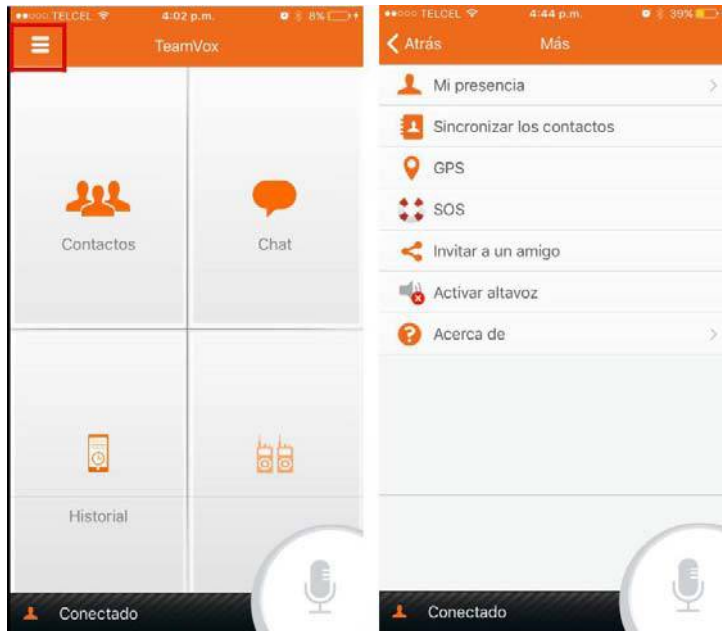 TELCEL 4:02 p.m. 8%
TeamVox
Contactos
Chat
Historial
Conectado
TELCEL 4:44 p.m. 39%
Atrás
Más
Mi presencia
Sincronizar los contactos
GPS
SOS
Invitar a un amigo
Activar altavoz
Acerca de
Conectado